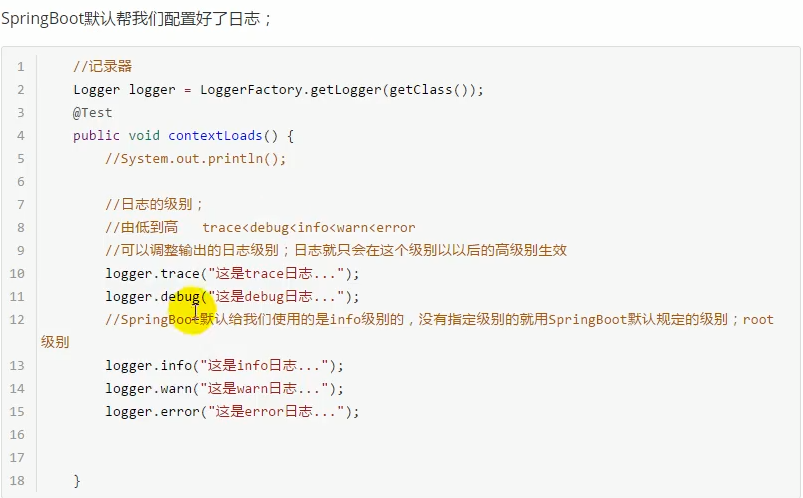 SpringBoot默认帮我们配置好了日志；
1 //记录器
2 Logger logger = LoggerFactory.getLogger(getClass());
3 @Test
4 public void contextLoads() {
5 //System.out.println();
6
7 //日志的级别；
8 //由低到高 trace<debug<info<warn<error
9 //可以调整输出的日志级别；日志就只会在这个级别以以后的高级别生效
10 logger.trace("这是trace日志...");
11 logger.debug("这是debug日志...");
12 //SpringBoot默认给我们使用的是info级别的，没有指定级别的就用SpringBoot默认规定的级别；root
级别
13 logger.info("这是info日志...");
14 logger.warn("这是warn日志...");
15 logger.error("这是error日志...");
16
17
18 }